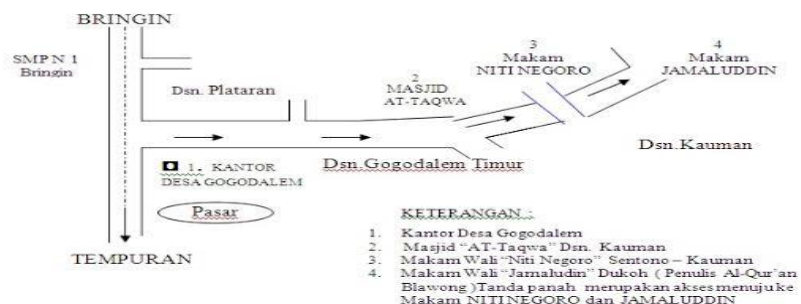 BRINGIN
SMP N 1
Bringin
Dsn. Plataran
2
MASJID
AT-TAQWA
3
Makam
NITI NEGORO
4
Makam
JAMALUDDIN
Dsn.Kauman
1. KANTOR
DESA GOGODALEM
Dsn.Gogodalem Timur
Pasar
TEMPURAN
KETERANGAN :
1. Kantor Desa Gogodalem
2. Masjid "AT-Taqwa" Dsn. Kauman
3. Makam Wali "Niti Negoro" Sentono – Kauman
4. Makam Wali "Jamaludin" Dukoh ( Penulis Al-Qur'an
Blawong )Tanda panah merupakan akses menuju ke
Makam NITI NEGORO dan JAMALUDDIN